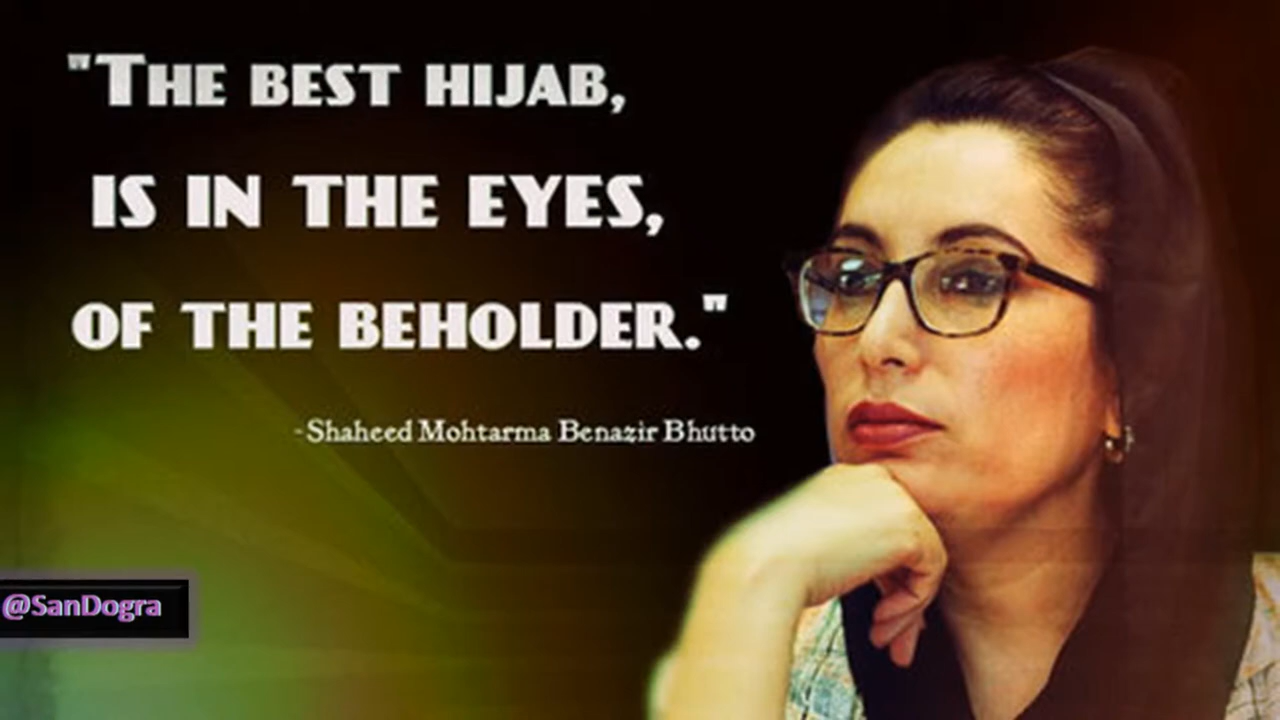 "THE BEST HIJAB,
IS IN THE EYES,
OF THE BEHOLDER."
-Shaheed Mohtarma Benazir Bhutto
@SanDogra